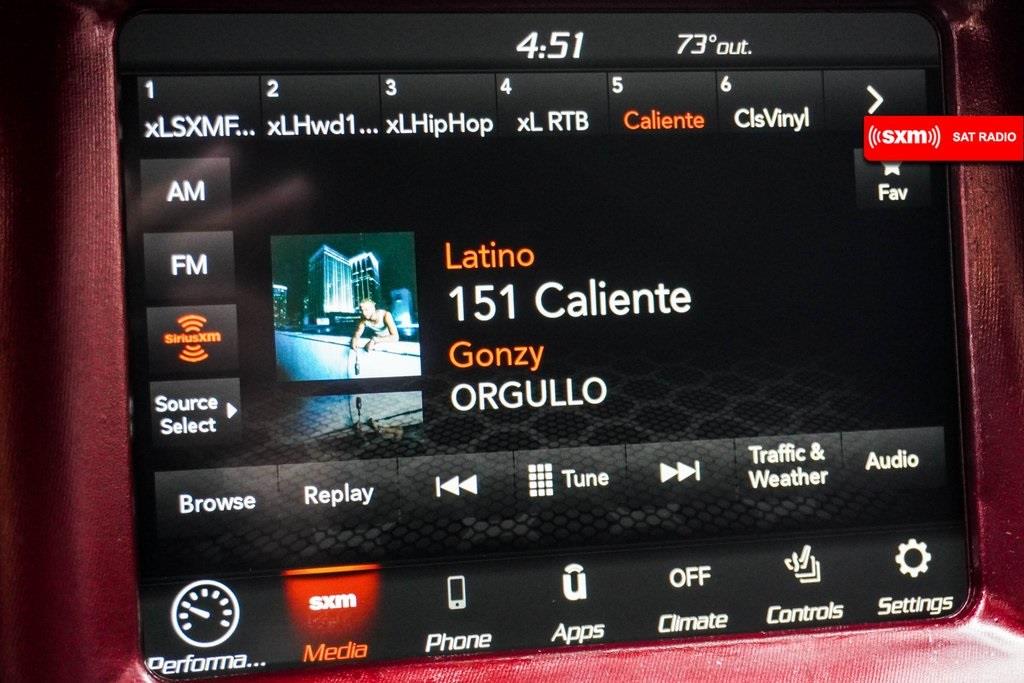 4:51 73°out.
1 2 3 4 5 6
xLSXMF... xLHwd1... xLHipHop xL RTB Caliente ClsVinyl
((sxm)) SAT RADIO
AM
Fav
FM
Latino
151 Caliente
SiriusXM
Gonzy
ORGULLO
Source
Select
Browse Replay Tune Traffic &
Weather Audio
sxm OFF
Performa... Media Phone Apps Climate Controls Settings